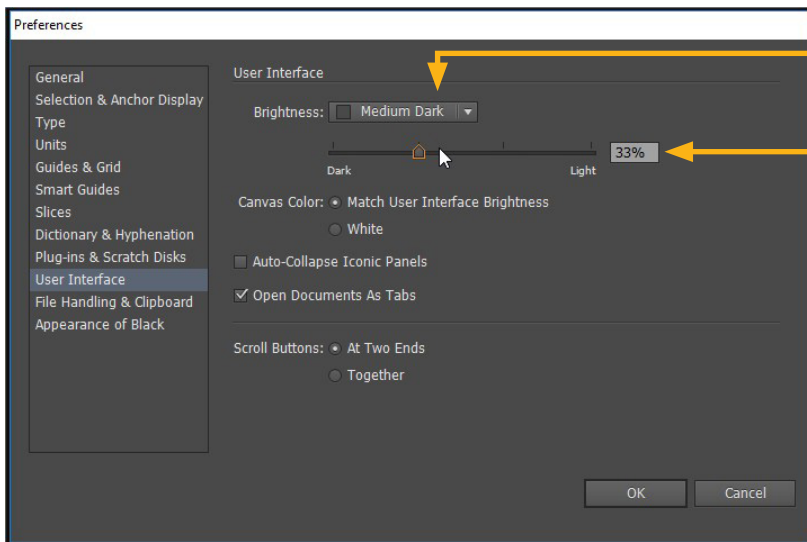 Preferences
General
Selection & Anchor Display
Type
Units
Guides & Grid
Smart Guides
Slices
Dictionary & Hyphenation
Plug-ins & Scratch Disks
User Interface
File Handling & Clipboard
Appearance of Black
User Interface
Brightness: Medium Dark
33%
Dark Light
Canvas Color: Match User Interface Brightness
White
Auto-Collapse Iconic Panels
Open Documents As Tabs
Scroll Buttons: At Two Ends
Together
OK Cancel